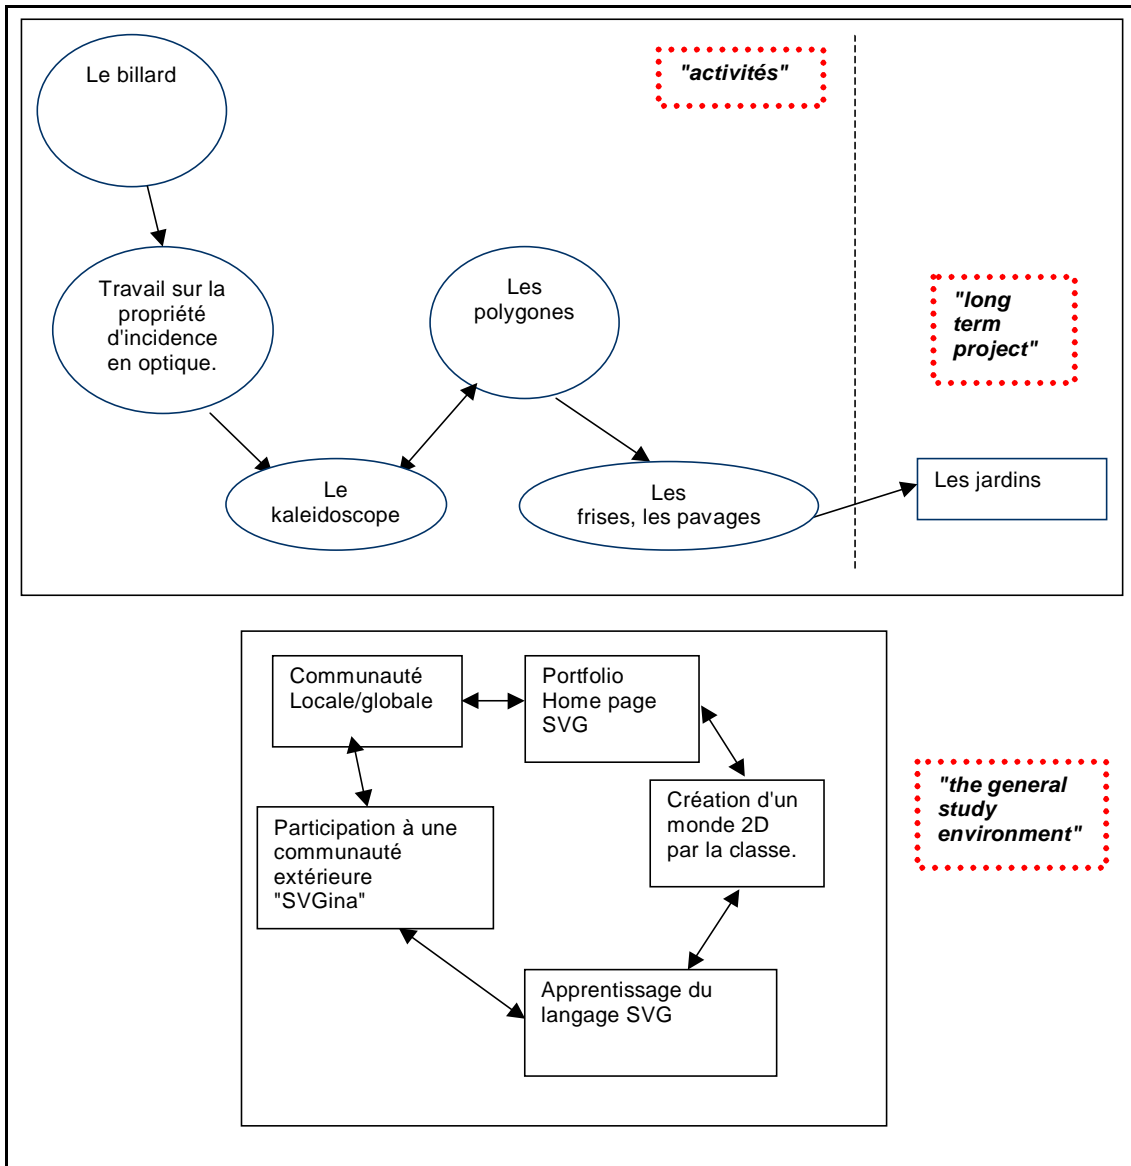 Le billard
"activités"
Travail sur la
propriété
d'incidence
en optique.
Les
polygones
"long
term
project"
Le
kaleidoscope
Les
frises, les pavages
Les jardins
Communauté
Locale/globale
Portfolio
Home page
SVG
Participation à une
communauté
extérieure
"SVGina"
Création d'un
monde 2D
par la classe.
"the general
study
environment"
Apprentissage du
langage SVG